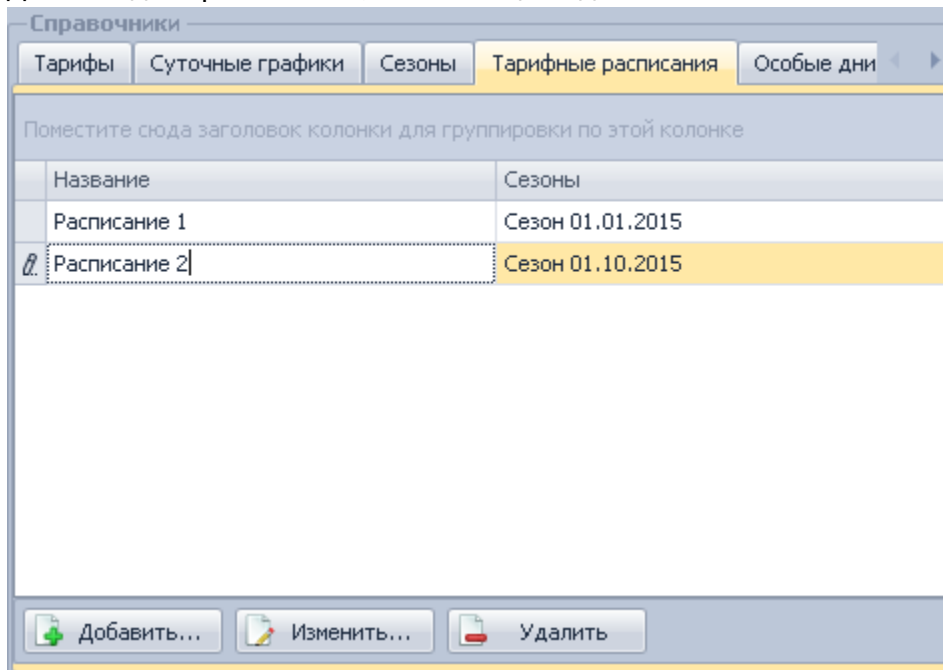 Справочники
Тарифы Суточные графики Сезоны Тарифные расписания Особые дни
Поместите сюда заголовок колонки для группировки по этой колонке
Название Сезоны
Расписание 1 Сезон 01.01.2015
Расписание 2 Сезон 01.10.2015
Добавить... Изменить... Удалить